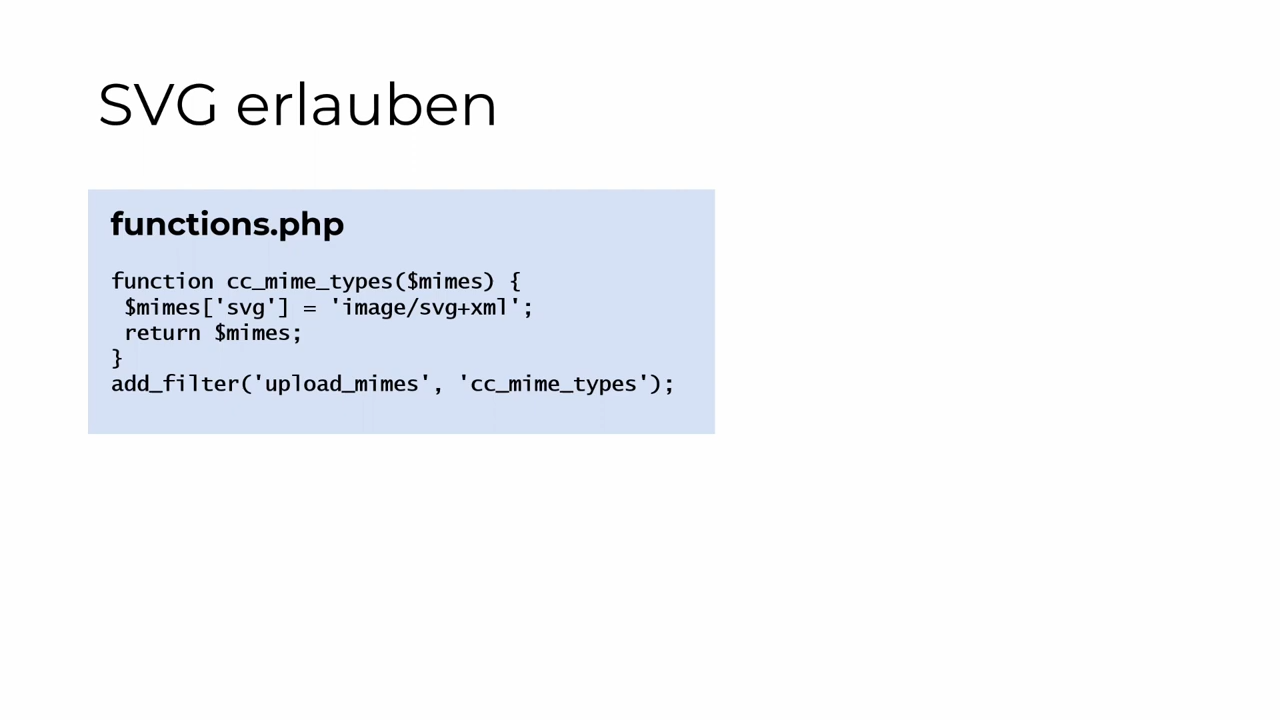 SVG erlauben
functions.php
function cc_mime_types($mimes) {
 $mimes['svg'] = 'image/svg+xml';
 return $mimes;
}
add_filter('upload_mimes', 'cc_mime_types');